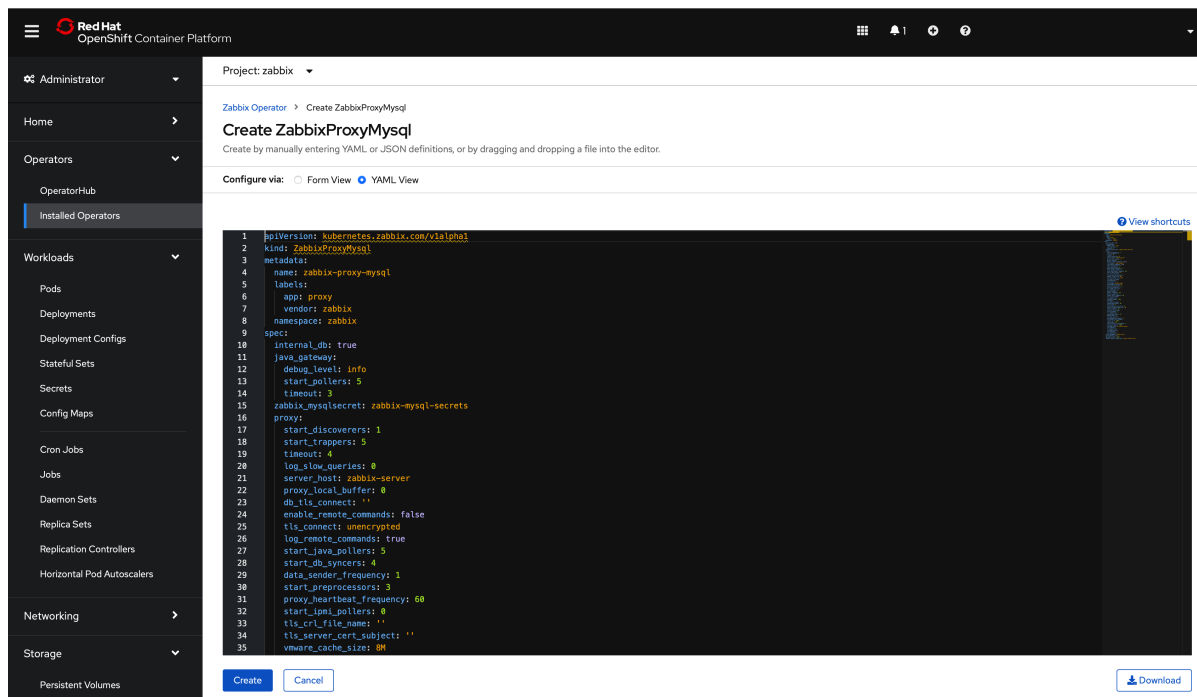 Red Hat
OpenShift Container Platform
1
Administrator
Home
Operators
OperatorHub
Installed Operators
Workloads
Pods
Deployments
Deployment Configs
Stateful Sets
Secrets
Config Maps
Cron Jobs
Jobs
Daemon Sets
Replica Sets
Replication Controllers
Horizontal Pod Autoscalers
Networking
Storage
Persistent Volumes
Project: zabbix
Zabbix Operator > Create ZabbixProxyMysql
Create ZabbixProxyMysql
Create by manually entering YAML or JSON definitions, or by dragging and dropping a file into the editor.
Configure via: Form View YAML View
View shortcuts
1 apiVersion: kubernetes.zabbix.com/v1alpha1
2 kind: ZabbixProxyMysql
3 metadata:
4 name: zabbix-proxy-mysql
5 labels:
6 app: proxy
7 vendor: zabbix
8 namespace: zabbix
9 spec:
10 internal_db: true
11 java_gateway:
12 debug_level: info
13 start_pollers: 5
14 timeout: 3
15 zabbix_mysqlsecret: zabbix-mysql-secrets
16 proxy:
17 start_discoverers: 1
18 start_trappers: 5
19 timeout: 4
20 log_slow_queries: 0
21 server_host: zabbix-server
22 proxy_local_buffer: 0
23 db_tls_connect: ''
24 enable_remote_commands: false
25 tls_connect: unencrypted
26 log_remote_commands: true
27 start_java_pollers: 5
28 start_db_syncers: 4
29 data_sender_frequency: 1
30 start_preprocessors: 3
31 proxy_heartbeat_frequency: 60
32 start_ipmi_pollers: 0
33 tls_crl_file_name: ''
34 tls_server_cert_subject: ''
35 vmware_cache_size: 8M
Create
Cancel
Download